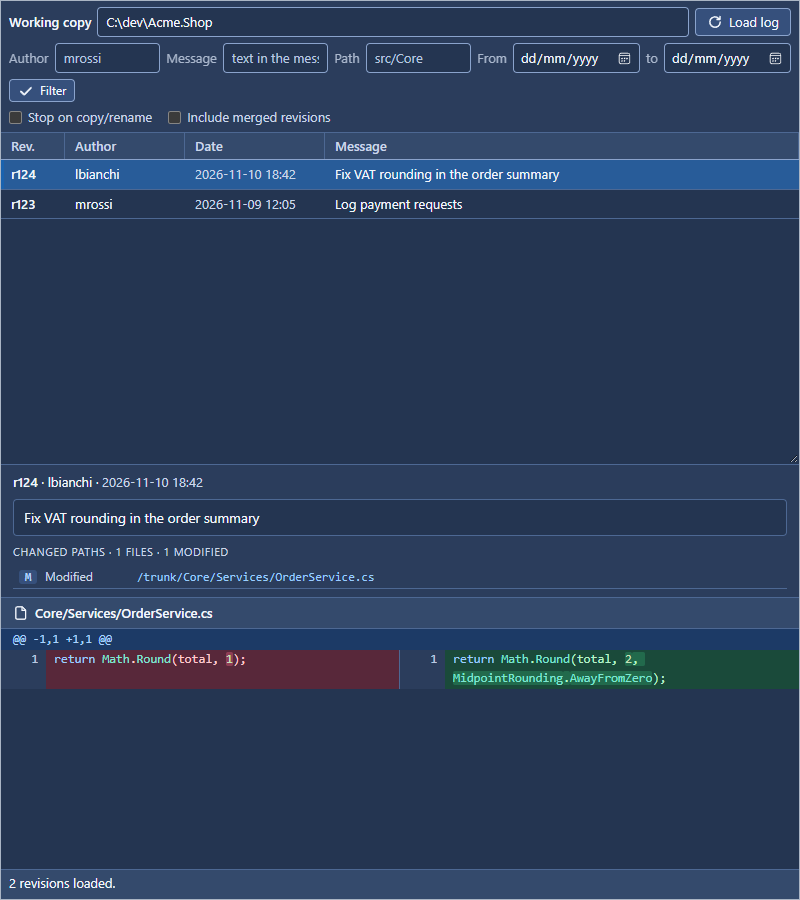 Working copy C:\dev\Acme.Shop Load log
Author mrossi Message text in the mess Path src/Core From dd/mm/yyyy to dd/mm/yyyy
Filter
Stop on copy/rename Include merged revisions
Rev. Author Date Message
r124 lbianchi 2026-11-10 18:42 Fix VAT rounding in the order summary
r123 mrossi 2026-11-09 12:05 Log payment requests
r124 · lbianchi · 2026-11-10 18:42
Fix VAT rounding in the order summary
CHANGED PATHS · 1 FILES · 1 MODIFIED
M Modified /trunk/Core/Services/OrderService.cs
Core/Services/OrderService.cs
@@ -1,1 +1,1 @@
1 return Math.Round(total, 1); 1 return Math.Round(total, 2,
MidpointRounding.AwayFromZero);
2 revisions loaded.